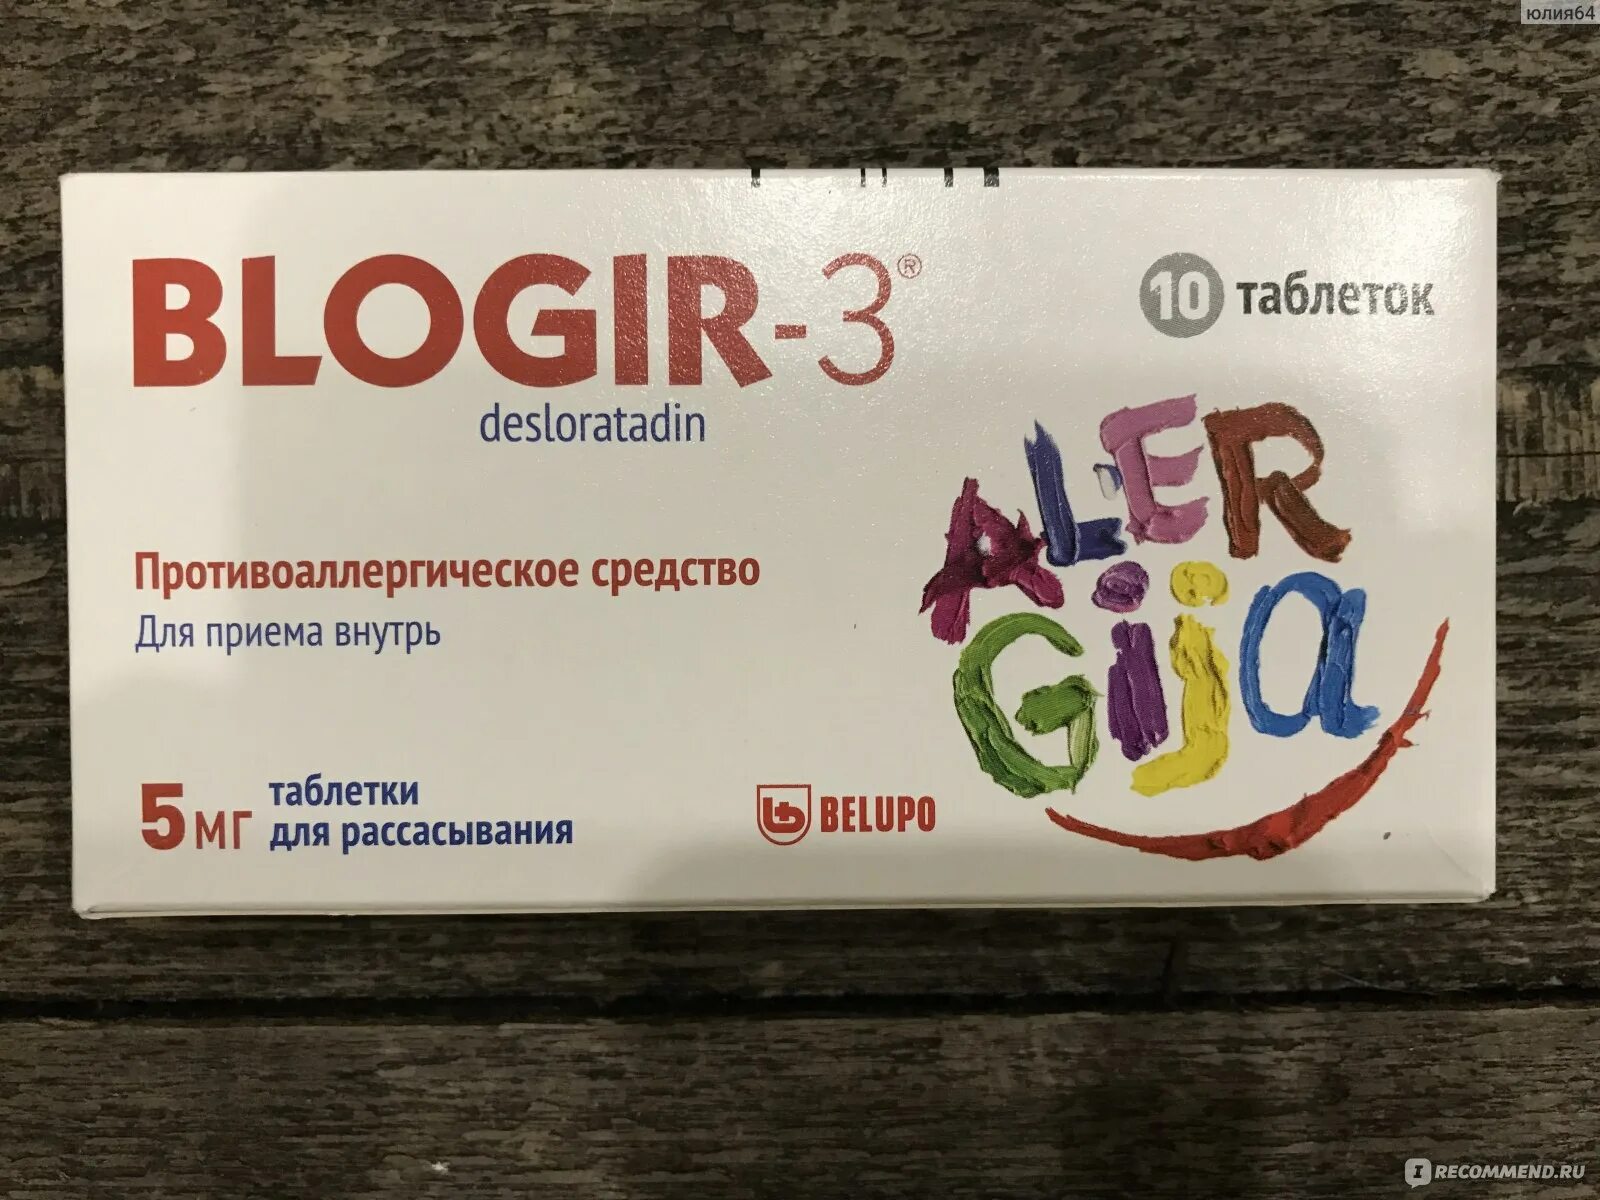 юлия64
BLOGIR-3®
10 таблеток
desloratadin
Противоаллергическое средство
Для приема внутрь
ALER
Gija
5 мг таблетки
для рассасывания
BELUPO
IRECOMMEND.RU